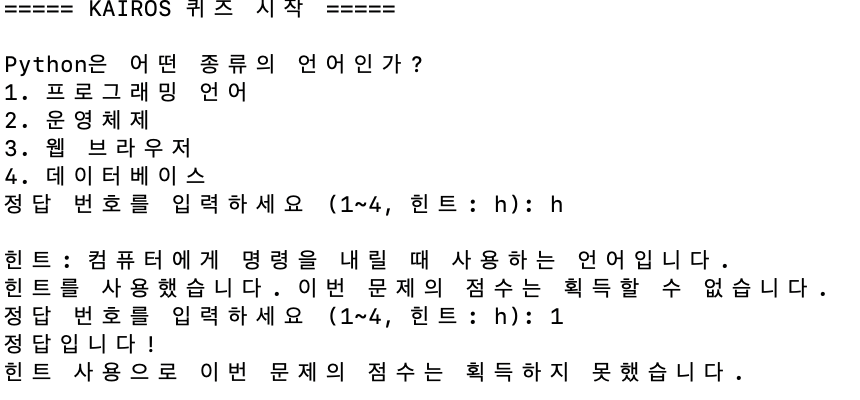 ===== KAIROS 퀴즈 시작 =====
Python은 어떤 종류의 언어인가?
1. 프로그래밍 언어
2. 운영체제
3. 웹 브라우저
4. 데이터베이스
정답 번호를 입력하세요 (1~4, 힌트: h): h
힌트: 컴퓨터에게 명령을 내릴 때 사용하는 언어입니다.
힌트를 사용했습니다. 이번 문제의 점수는 획득할 수 없습니다.
정답 번호를 입력하세요 (1~4, 힌트: h): 1
정답입니다!
힌트 사용으로 이번 문제의 점수는 획득하지 못했습니다.